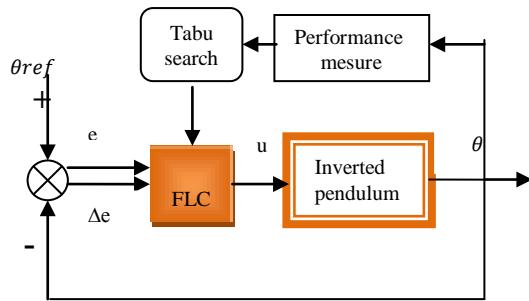 Tabu
search
Performance
mesure
θref
+
e
u
θ
FLC
Inverted
pendulum
Δe
-